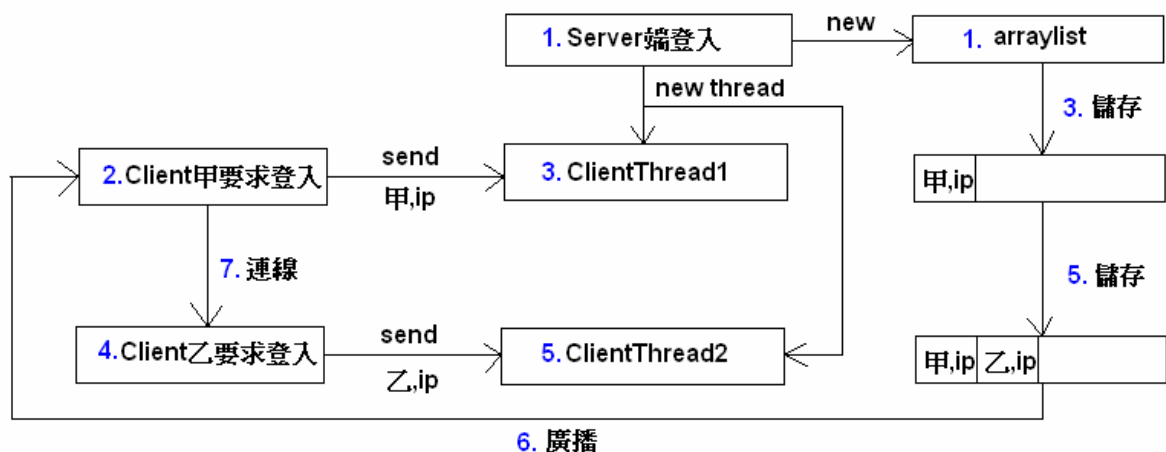 1. Server端登入
new
1. arraylist
new thread
3. 儲存
2.Client甲要求登入
send
甲,ip
3. ClientThread1
甲,ip
7. 連線
5. 儲存
4.Client乙要求登入
send
乙,ip
5.ClientThread2
甲,ip
乙,ip
6. 廣播